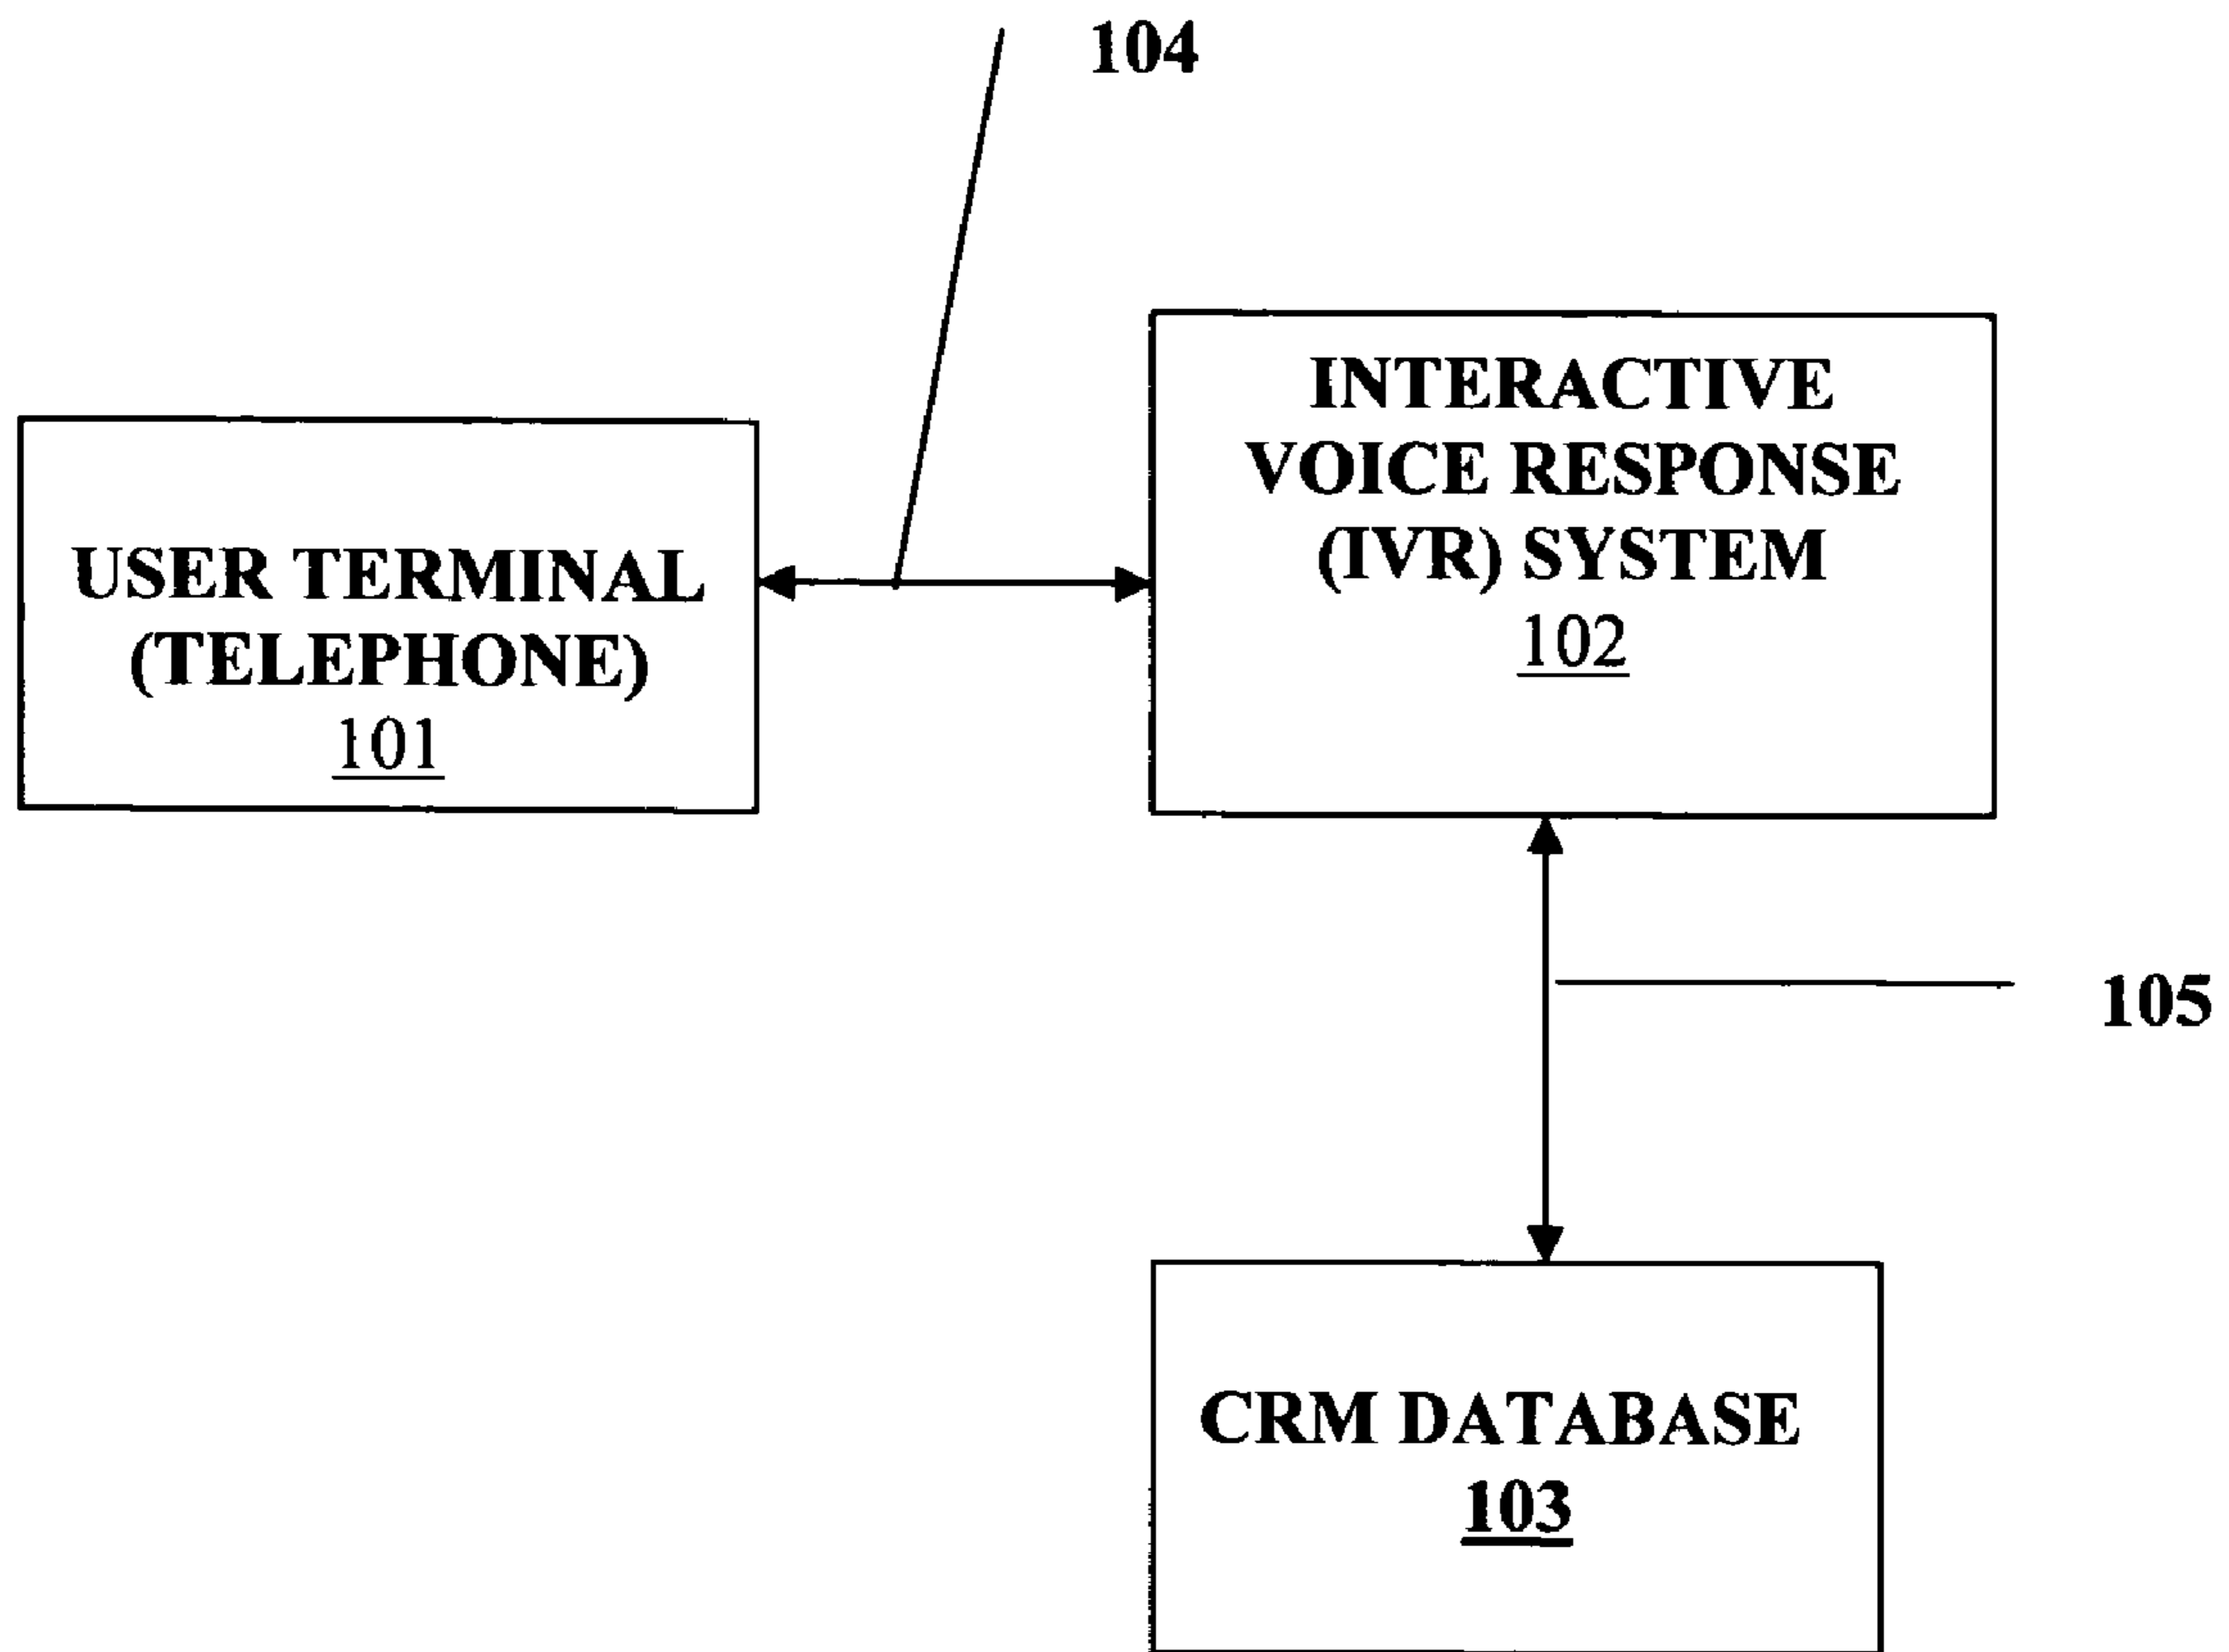 104
INTERACTIVE
VOICE RESPONSE
(IVR) SYSTEM
102
USER TERMINAL
(TELEPHONE)
101
105
CRM DATABASE
103